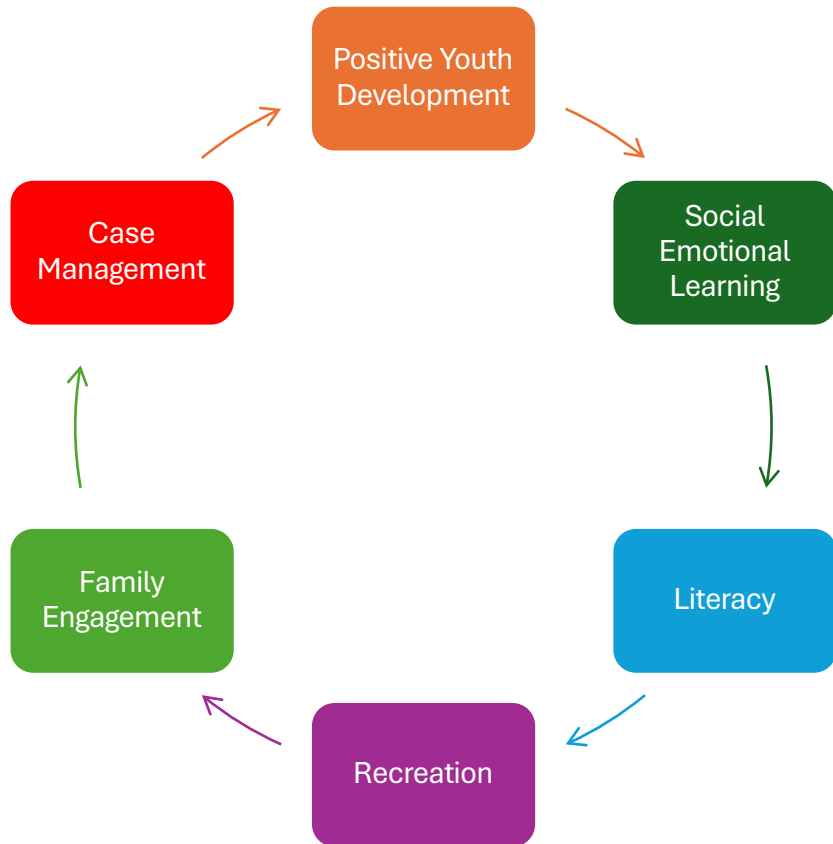 Positive Youth
Development
Social
Emotional
Learning
Literacy
Recreation
Family
Engagement
Case
Management